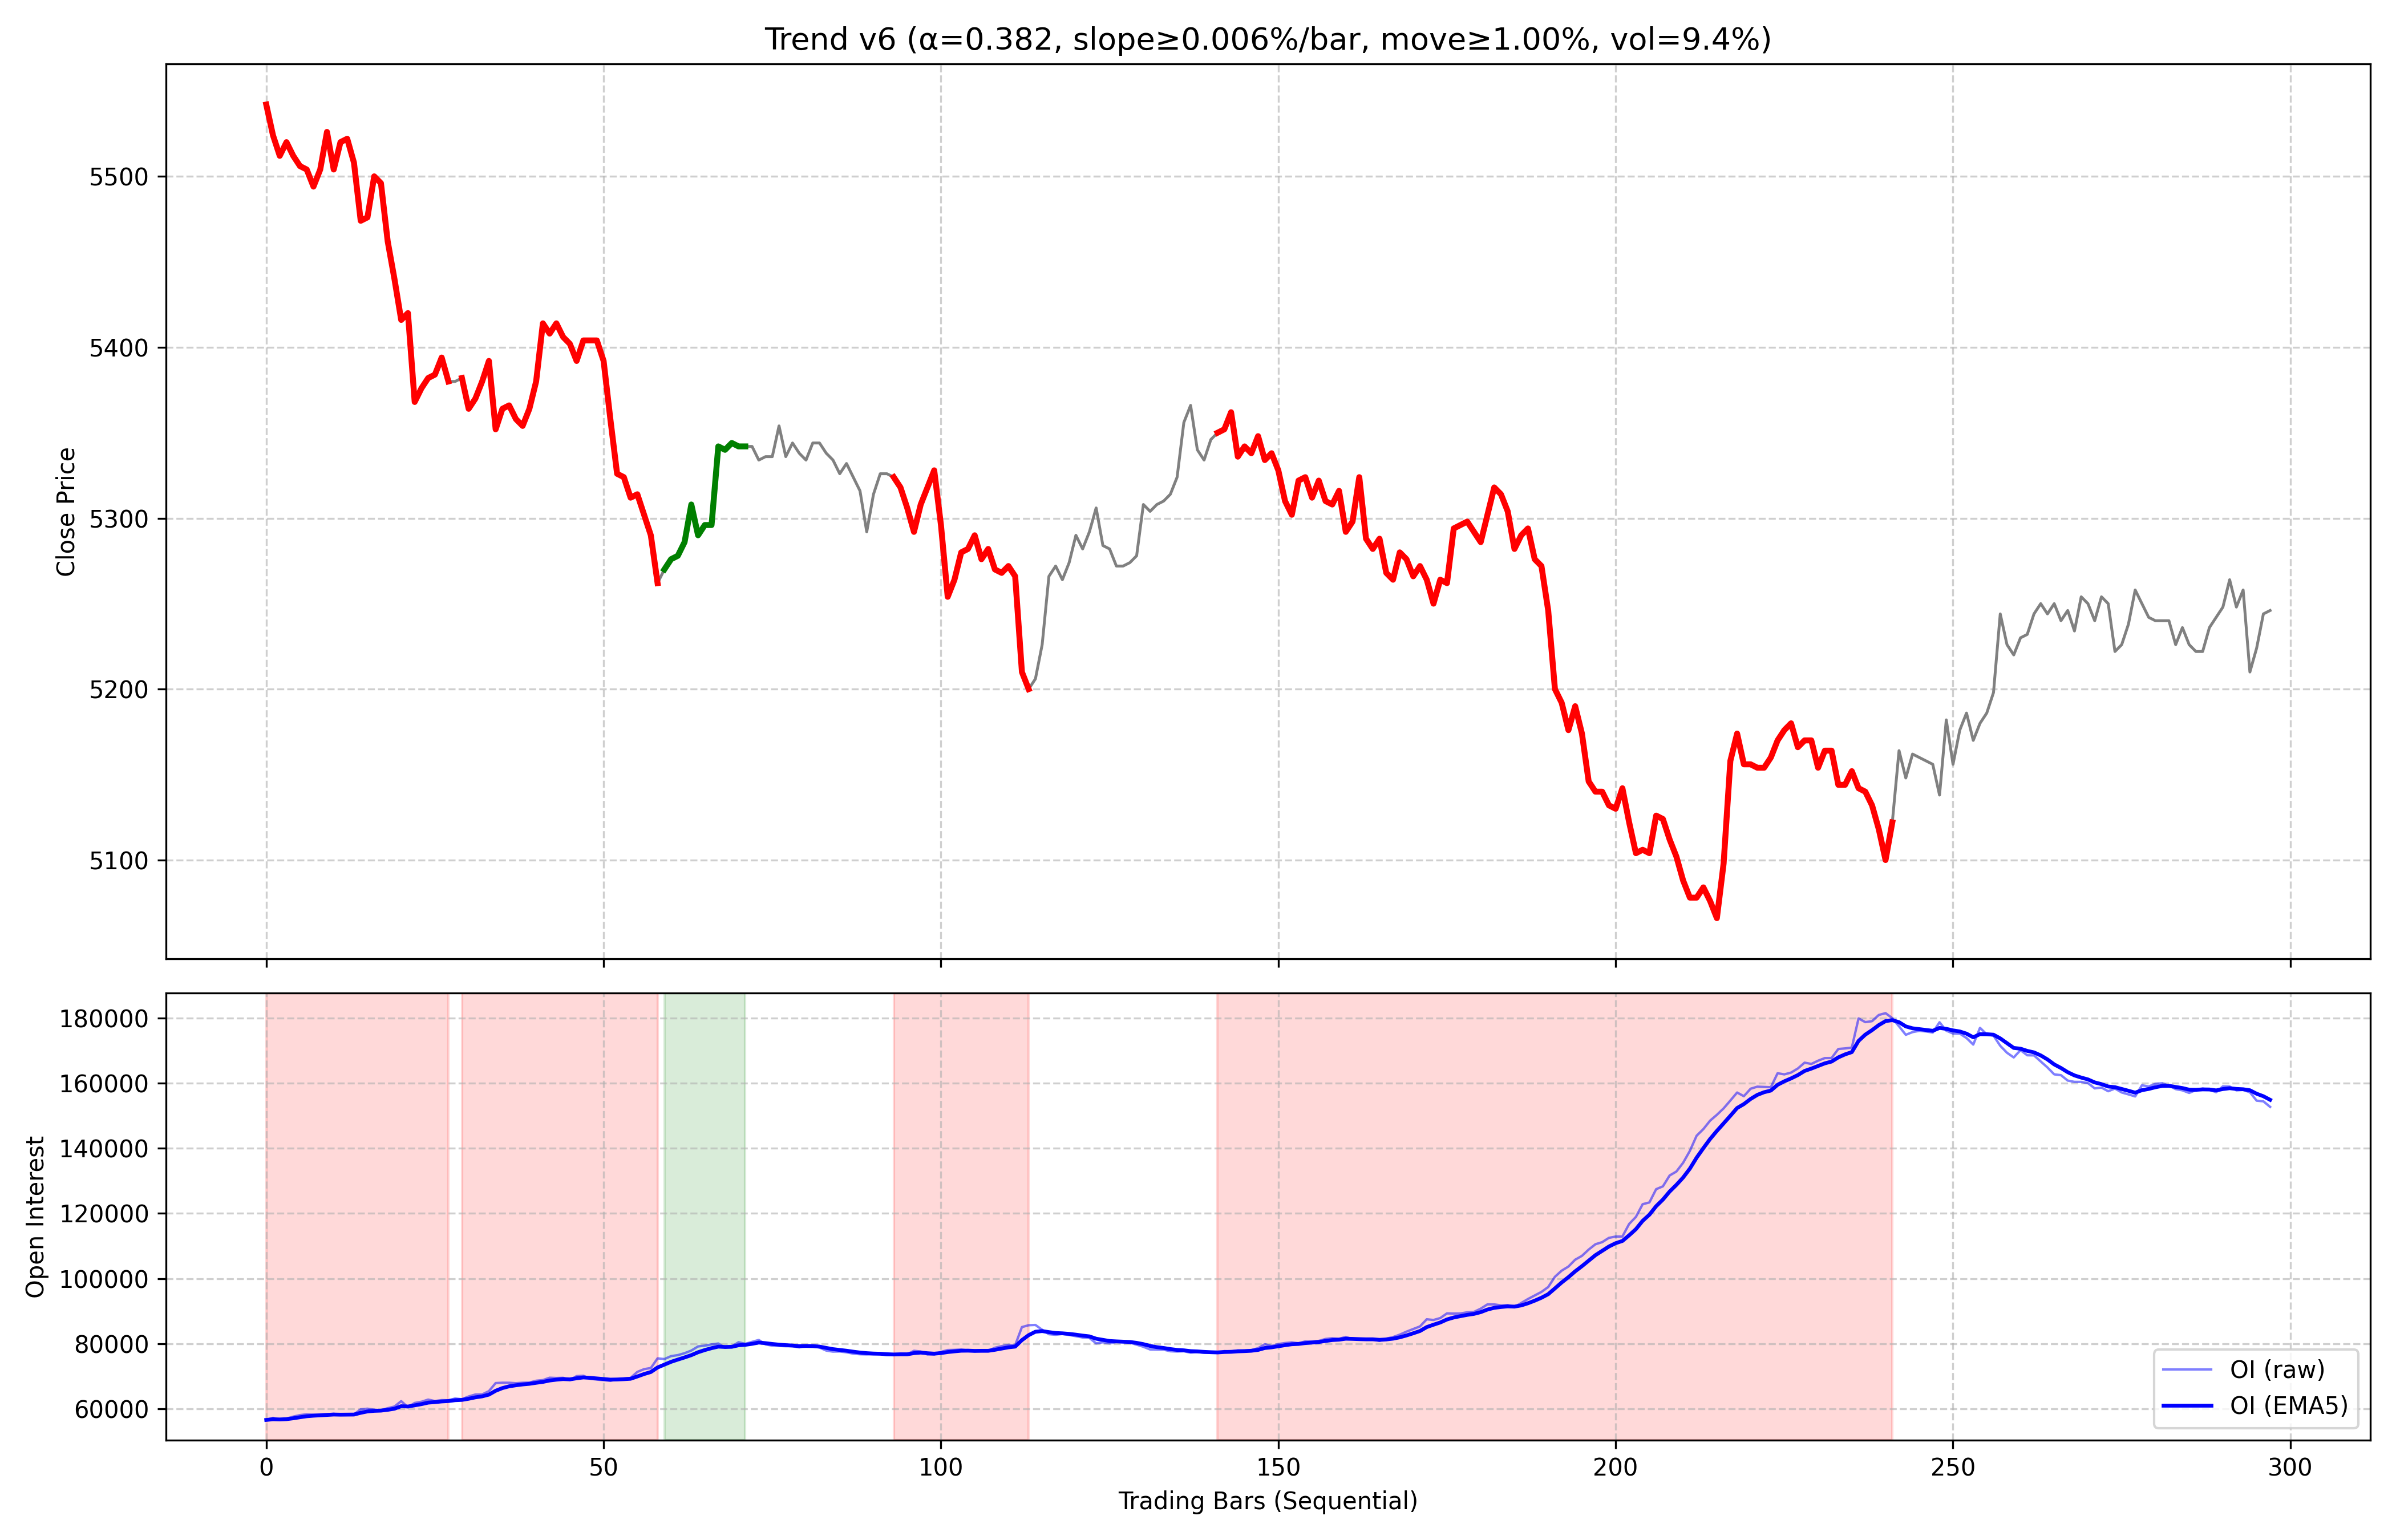 Trend v6 (α=0.382, slope≥0.006%/bar, move≥1.00%, vol=9.4%)
Close Price
5500
5400
5300
5200
5100
Open Interest
180000
160000
140000
120000
100000
80000
60000
OI (raw)
OI (EMA5)
0 50 100 150 200 250 300
Trading Bars (Sequential)